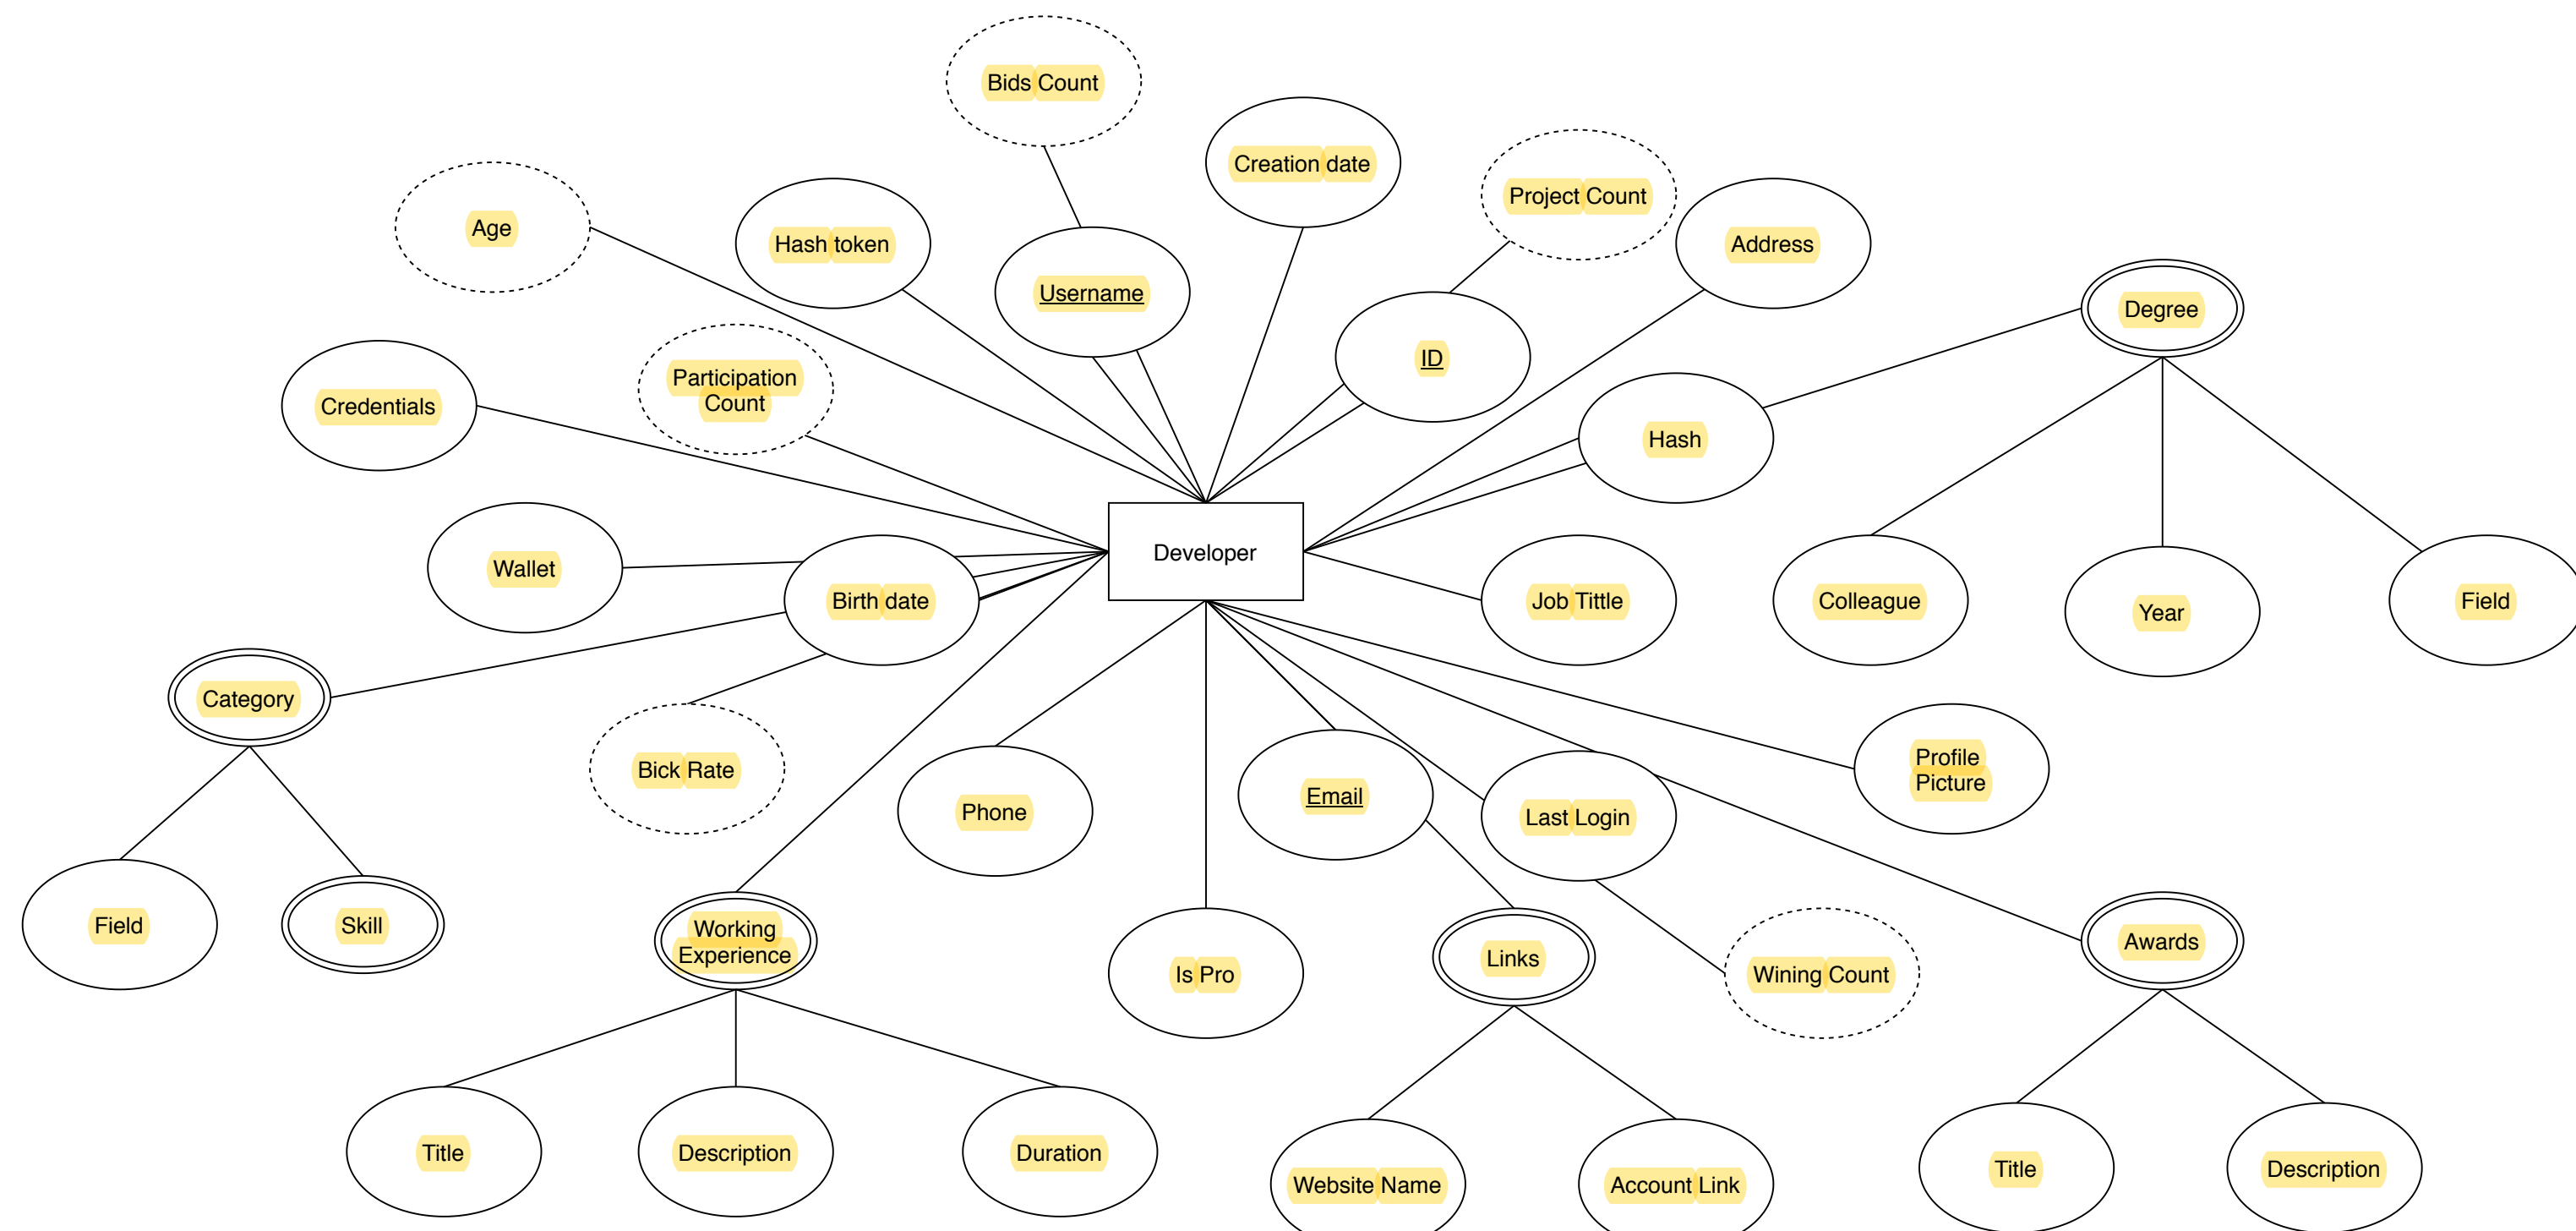 Bids Count
Creation date
Project Count
Age
Hash token
Address
Username
Degree
ID
Participation
Count
Credentials
Hash
Developer
Wallet
Birth date
Job Tittle
Colleague
Year
Field
Category
Bick Rate
Profile
Picture
Phone
Email
Last Login
Field
Skill
Working
Experience
Is Pro
Links
Wining Count
Awards
Title
Description
Duration
Website Name
Account Link
Title
Description